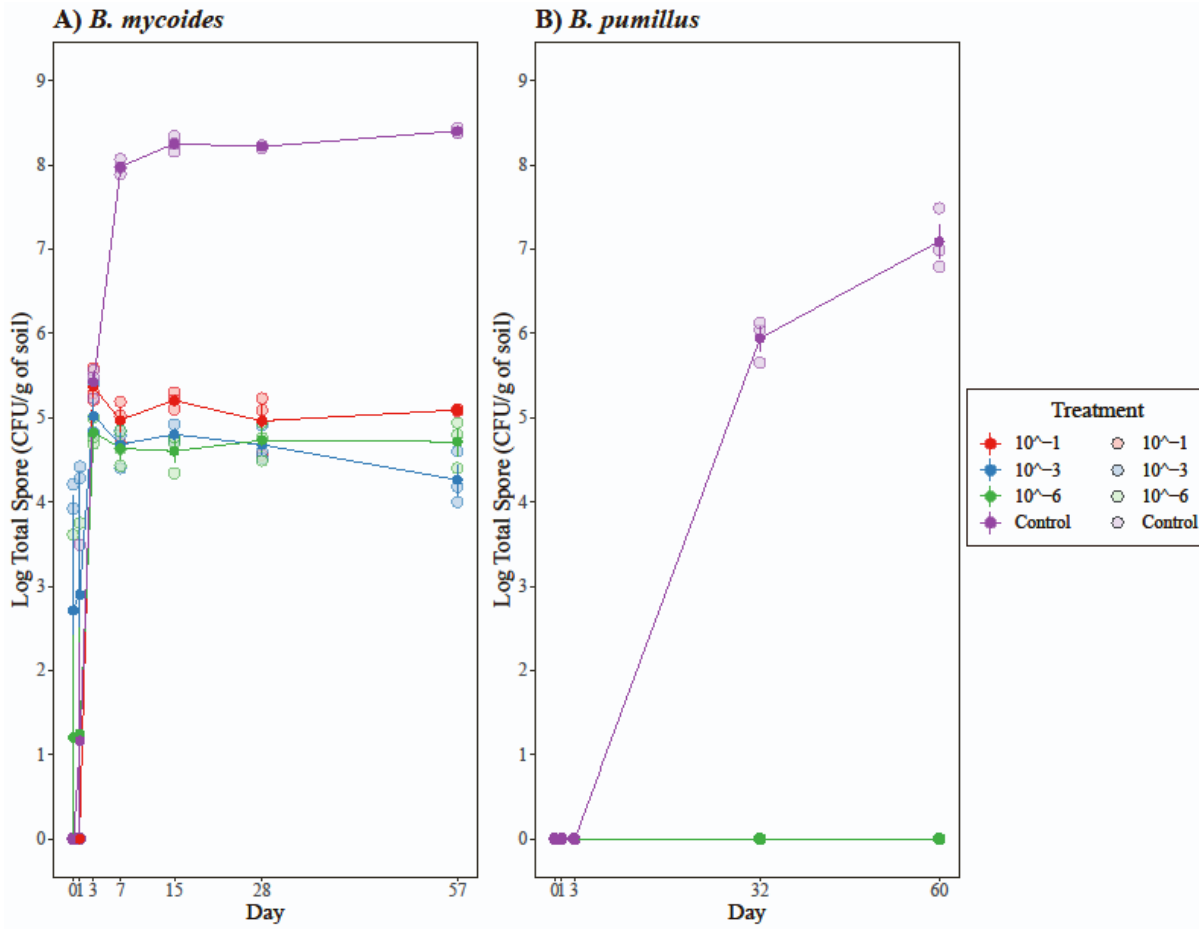 A) B. mycoides
B) B. pumillus
Log Total Spore (CFU/g of soil)
9
8
7
6
5
4
3
2
1
0
0 1 3 7 15 28 57
Day
Log Total Spore (CFU/g of soil)
9
8
7
6
5
4
3
2
1
0
0 1 3 32 60
Day
Treatment
10^−1 10^−1
10^−3 10^−3
10^−6 10^−6
Control Control